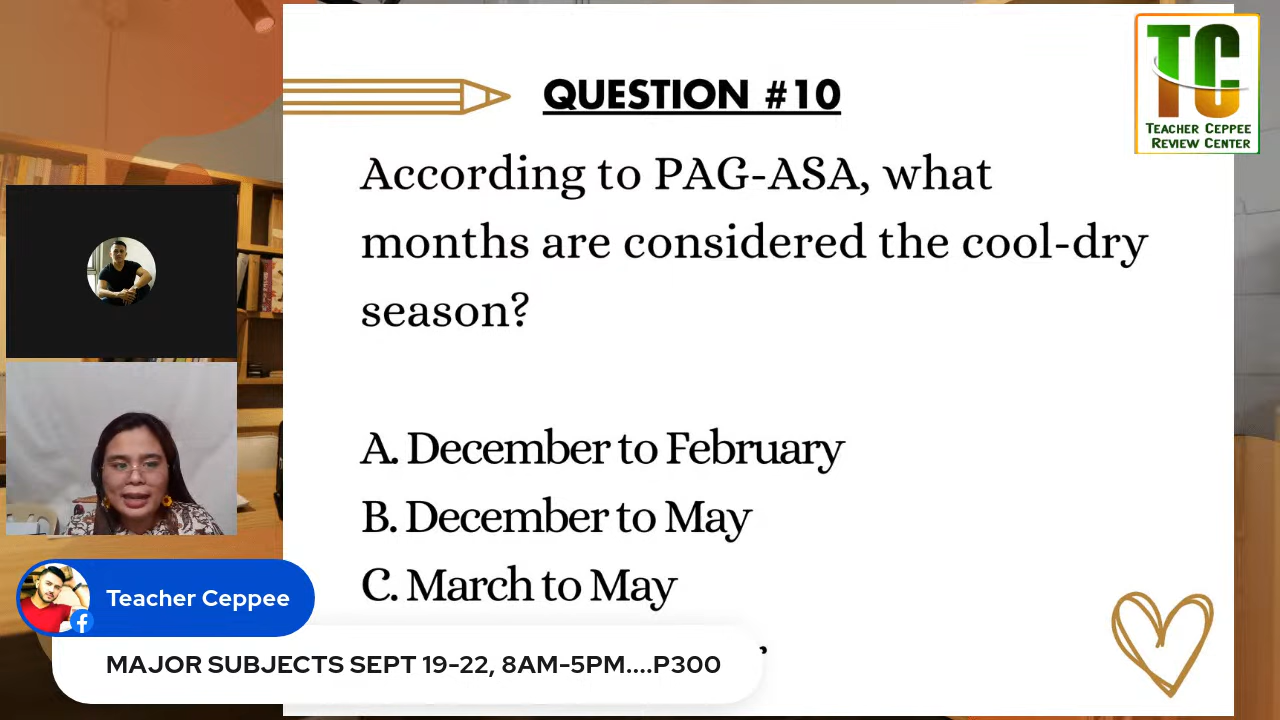 QUESTION #10
TC
TEACHER CEPPEE
REVIEW CENTER
According to PAG-ASA, what
months are considered the cool-dry
season?
A. December to February
B. December to May
C. March to May
Teacher Ceppee
MAJOR SUBJECTS SEPT 19-22, 8AM-5PM....P300